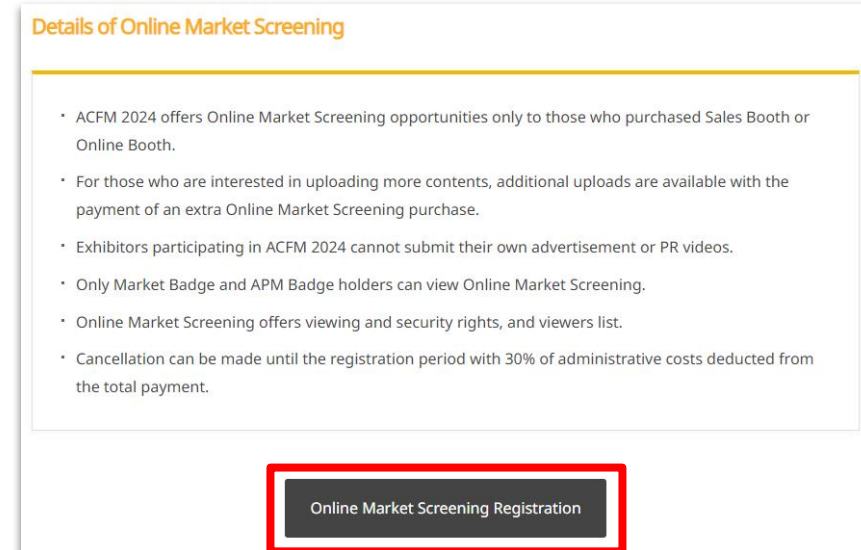 Details of Online Market Screening
· ACFM 2024 offers Online Market Screening opportunities only to those who purchased Sales Booth or
Online Booth.
· For those who are interested in uploading more contents, additional uploads are available with the
payment of an extra Online Market Screening purchase.
· Exhibitors participating in ACFM 2024 cannot submit their own advertisement or PR videos.
· Only Market Badge and APM Badge holders can view Online Market Screening.
· Online Market Screening offers viewing and security rights, and viewers list.
· Cancellation can be made until the registration period with 30% of administrative costs deducted from
the total payment.
Online Market Screening Registration